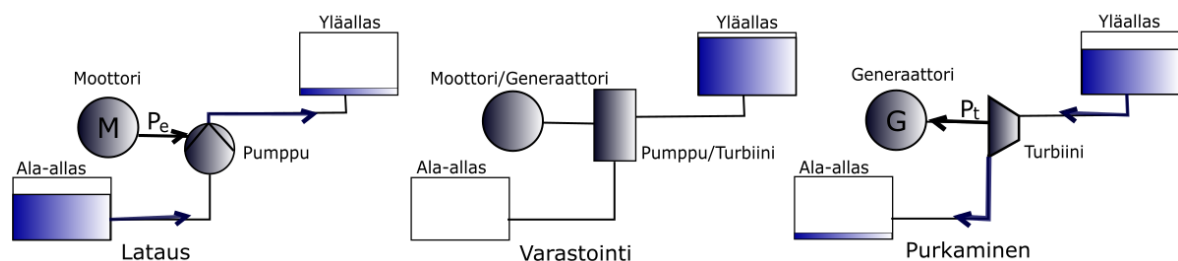 Yläallas
Moottori
M
Pe
Pumppu
Ala-allas
Lataus
Yläallas
Moottori/Generaattori
Pumppu/Turbiini
Ala-allas
Varastointi
Yläallas
Generaattori
G
Pt
Turbiini
Ala-allas
Purkaminen